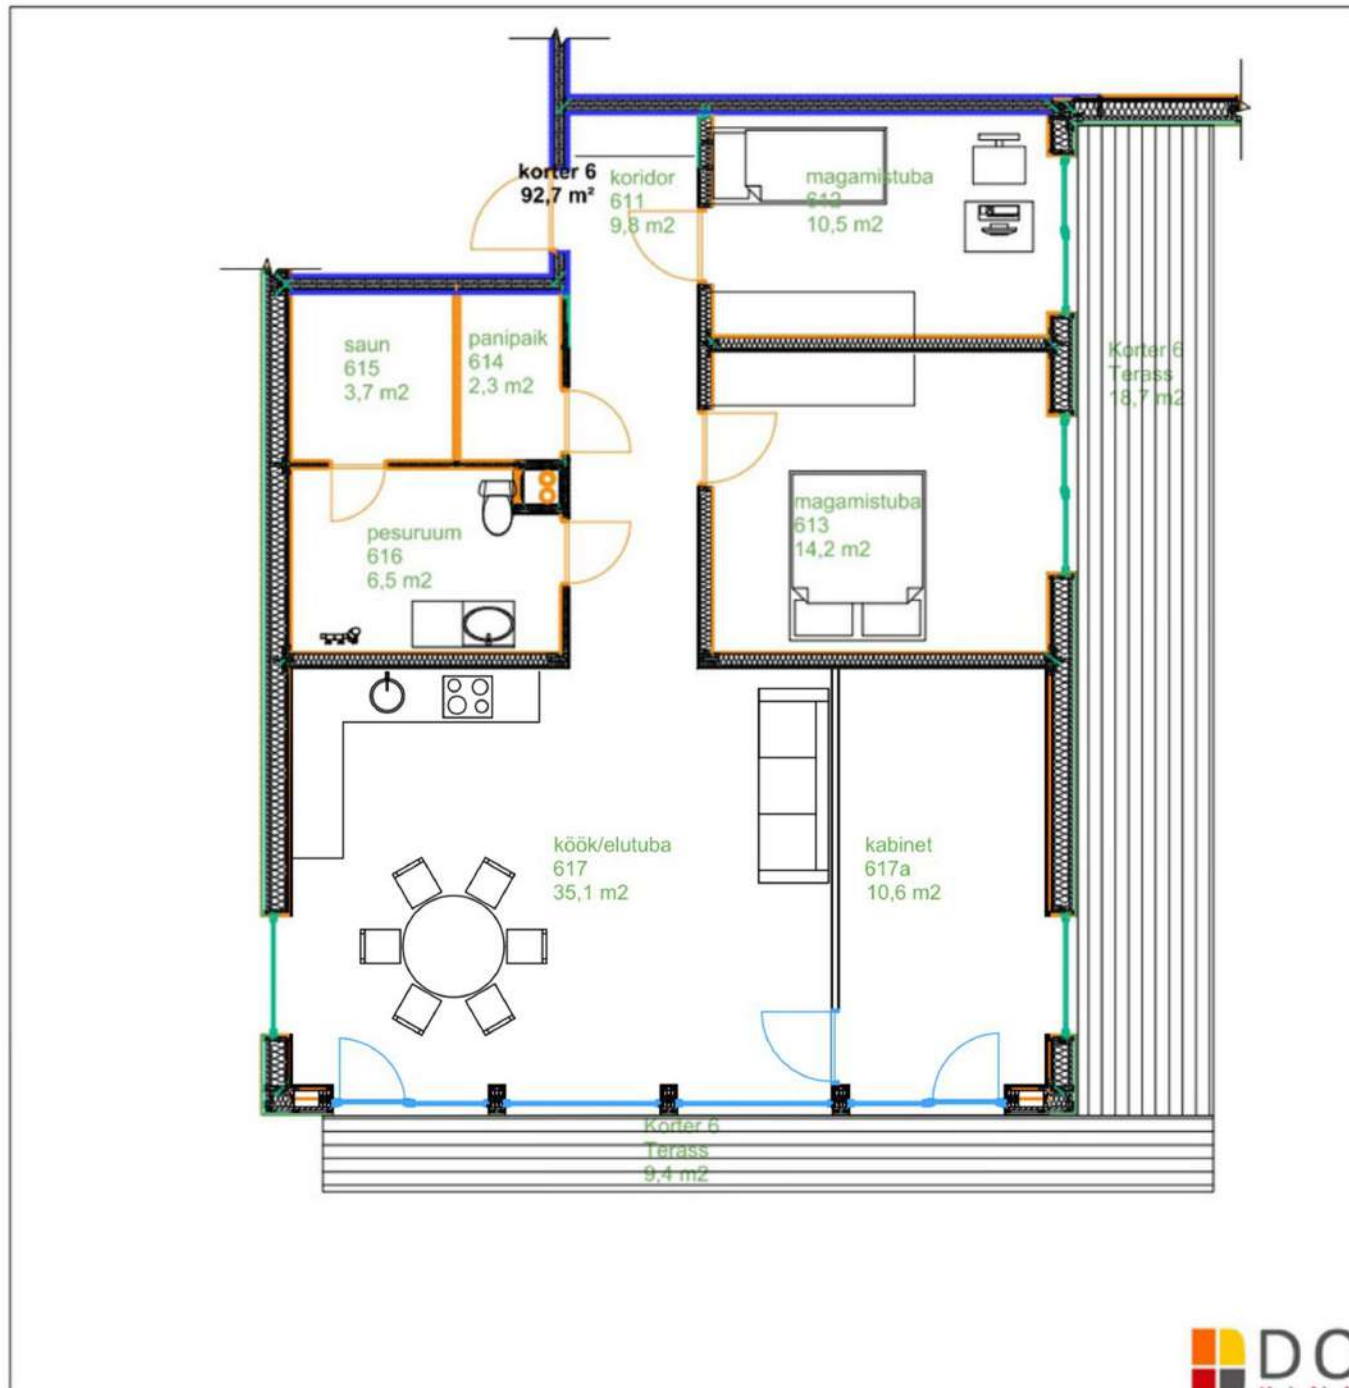 korter 6
92,7 m²
koridor
611
9,8 m2
magamistuba
612
10,5 m2
saun
615
3,7 m2
panipaik
614
2,3 m2
Korter 6
Terass
18,7 m2
magamistuba
613
14,2 m2
pesuruum
616
6,5 m2
köök/elutuba
617
35,1 m2
kabinet
617a
10,6 m2
Korter 6
Terass
9,4 m2
DO